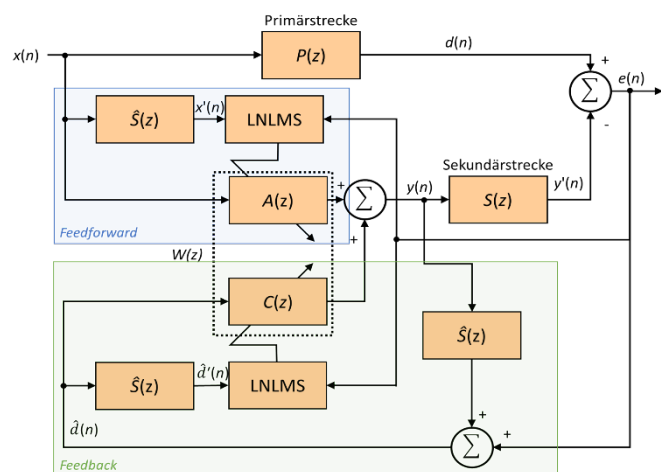 Primärstrecke
x(n)
P(z)
d(n)
+
e(n)
∑
-
Ŝ(z)
x'(n)
LNLMS
Sekundärstrecke
A(z)
+
∑
y(n)
S(z)
y'(n)
Feedforward
+
W(z)
C(z)
Ŝ(z)
Ŝ(z)
d̂'(n)
LNLMS
d̂(n)
+
+
∑
Feedback